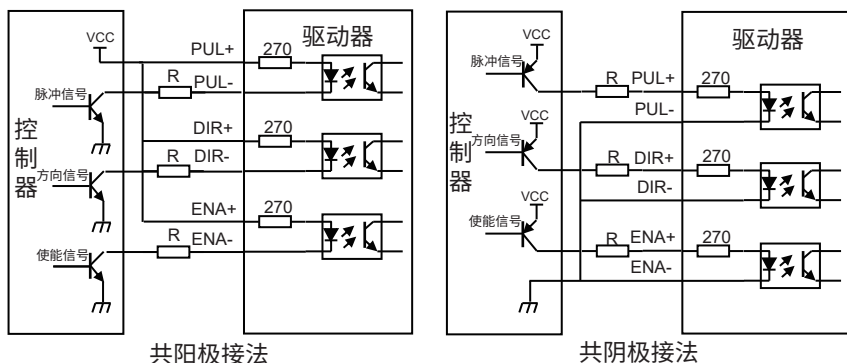 驱动器
VCC
PUL+
270
R
PUL-
脉冲信号
DIR+
270
控制器
R
DIR-
方向信号
ENA+
270
R
ENA-
使能信号
共阳极接法
驱动器
VCC
R
PUL+
270
脉冲信号
PUL-
VCC
控制器
方向信号
R
DIR+
270
DIR-
VCC
使能信号
R
ENA+
270
ENA-
共阴极接法